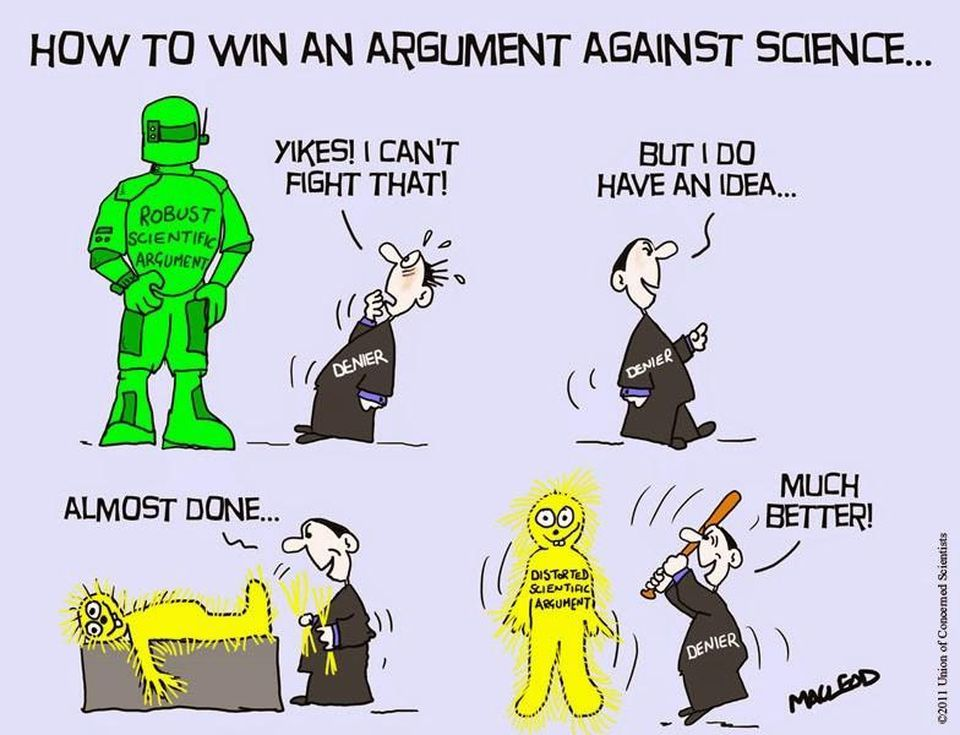 HOW TO WIN AN ARGUMENT AGAINST SCIENCE...
YIKES! I CAN'T
FIGHT THAT!
ROBUST
SCIENTIFIC
ARGUMENT
DENIER
BUT I DO
HAVE AN IDEA...
DENIER
ALMOST DONE...
MUCH
BETTER!
DISTORTED
SCIENTIFIC
ARGUMENT
DENIER
MACLEOD
©2011 Union of Concerned Scientists